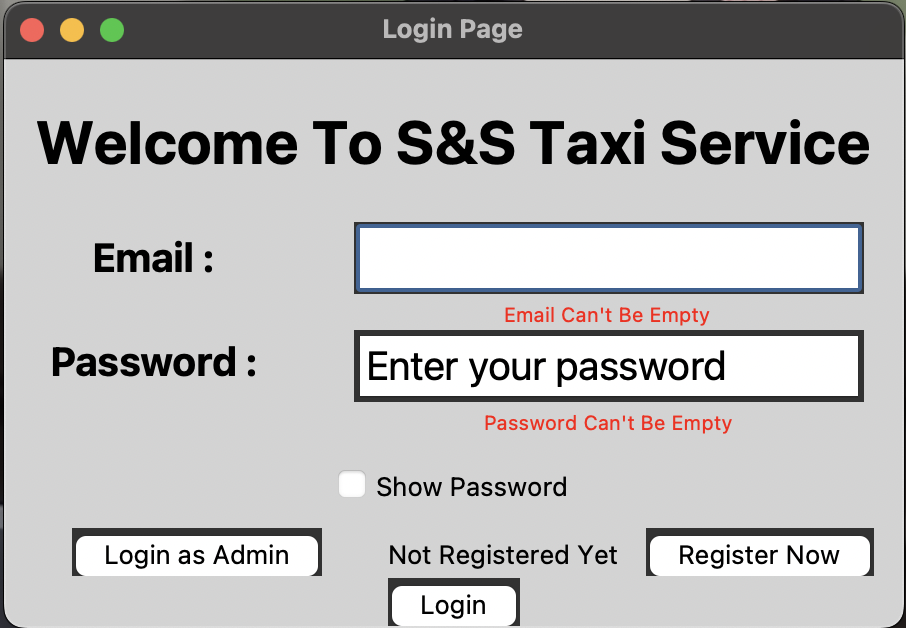 Login Page
Welcome To S&S Taxi Service
Email :
Email Can't Be Empty
Password : Enter your password
Password Can't Be Empty
Show Password
Login as Admin Not Registered Yet Register Now
Login